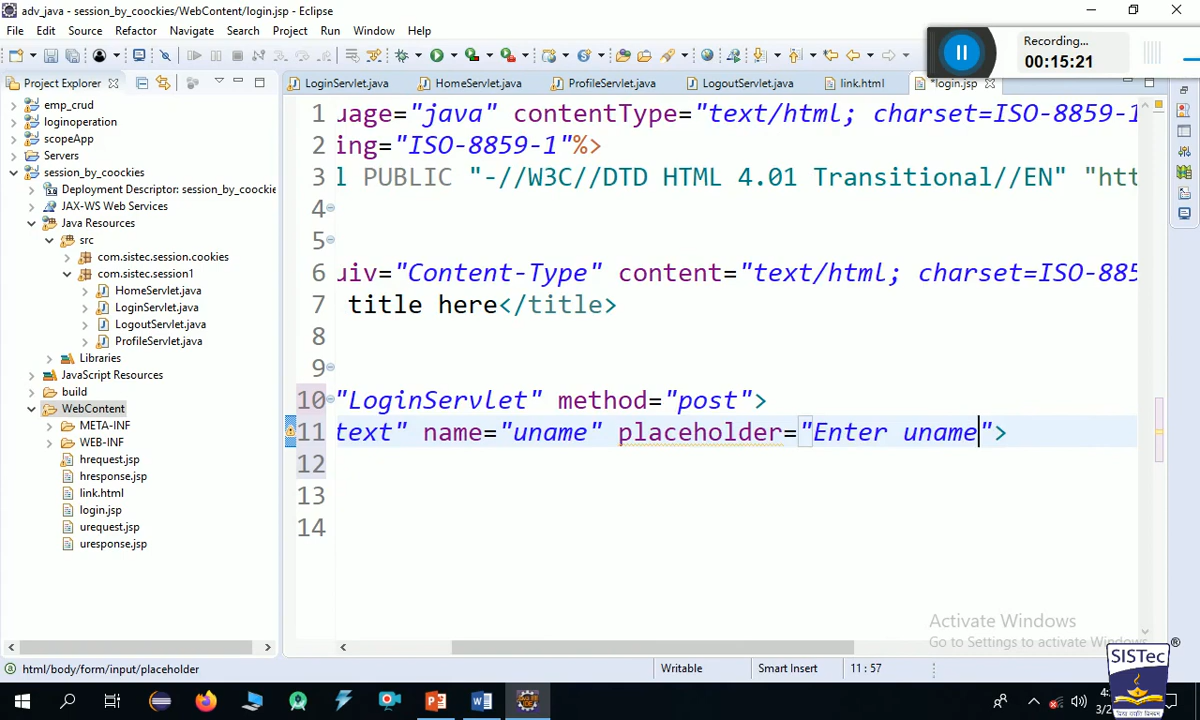 adv_java - session_by_coockies/WebContent/login.jsp - Eclipse
File Edit Source Refactor Navigate Search Project Run Window Help
Recording...
00:15:21
Project Explorer
LoginServlet.java
HomeServlet.java
ProfileServlet.java
LogoutServlet.java
link.html
*login.jsp
emp_crud
loginoperation
scopeApp
Servers
session_by_coockies
Deployment Descriptor: session_by_coockie
JAX-WS Web Services
Java Resources
src
com.sistec.session.cookies
com.sistec.session1
HomeServlet.java
LoginServlet.java
LogoutServlet.java
ProfileServlet.java
Libraries
JavaScript Resources
build
WebContent
META-INF
WEB-INF
hrequest.jsp
hresponse.jsp
link.html
login.jsp
urequest.jsp
uresponse.jsp
1 uage="java" contentType="text/html; charset=ISO-8859-1
2 ing="ISO-8859-1"%>
3 l PUBLIC "-//W3C//DTD HTML 4.01 Transitional//EN" "htt
4
5
6 uiv="Content-Type" content="text/html; charset=ISO-885
7 title here</title>
8
9
10 "LoginServlet" method="post">
11 text" name="uname" placeholder="Enter uname">
12
13
14
Activate Windows
Go to Settings to activate Windows.
SISTec
®
html/body/form/input/placeholder
Writable
Smart Insert
11 : 57